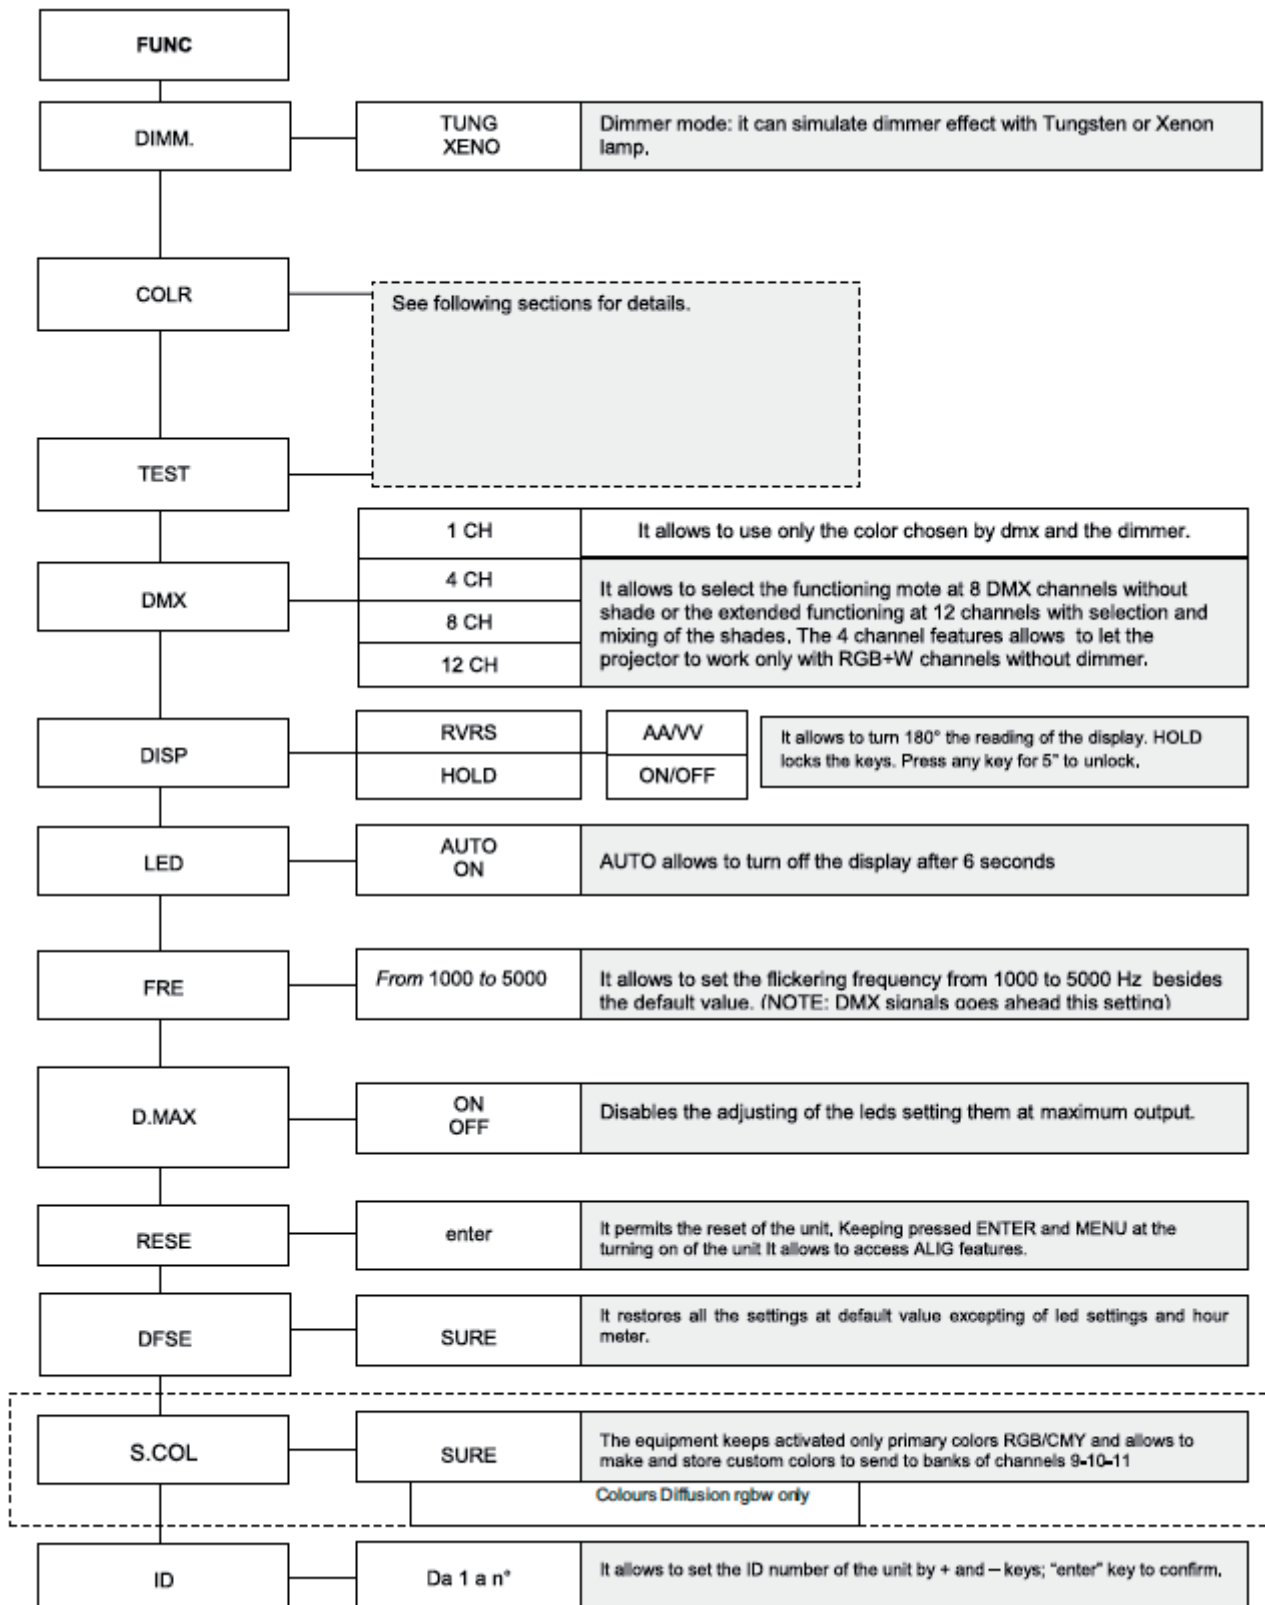 FUNC
DIMM.
TUNG
XENO
Dimmer mode: it can simulate dimmer effect with Tungsten or Xenon
lamp.
COLR
See following sections for details.
TEST
DMX
1 CH
It allows to use only the color chosen by dmx and the dimmer.
4 CH
8 CH
12 CH
It allows to select the functioning mote at 8 DMX channels without
shade or the extended functioning at 12 channels with selection and
mixing of the shades. The 4 channel features allows to let the
projector to work only with RGB+W channels without dimmer.
DISP
RVRS
AA/VV
HOLD
ON/OFF
It allows to turn 180° the reading of the display. HOLD
locks the keys. Press any key for 5" to unlock.
LED
AUTO
ON
AUTO allows to turn off the display after 6 seconds
FRE
From 1000 to 5000
It allows to set the flickering frequency from 1000 to 5000 Hz besides
the default value. (NOTE: DMX signals goes ahead this setting)
D.MAX
ON
OFF
Disables the adjusting of the leds setting them at maximum output.
RESE
enter
It permits the reset of the unit, Keeping pressed ENTER and MENU at the
turning on of the unit It allows to access ALIG features.
DFSE
SURE
It restores all the settings at default value excepting of led settings and hour
meter.
S.COL
SURE
The equipment keeps activated only primary colors RGB/CMY and allows to
make and store custom colors to send to banks of channels 9-10-11
Colours Diffusion rgbw only
ID
Da 1 a n°
It allows to set the ID number of the unit by + and – keys; "enter" key to confirm.